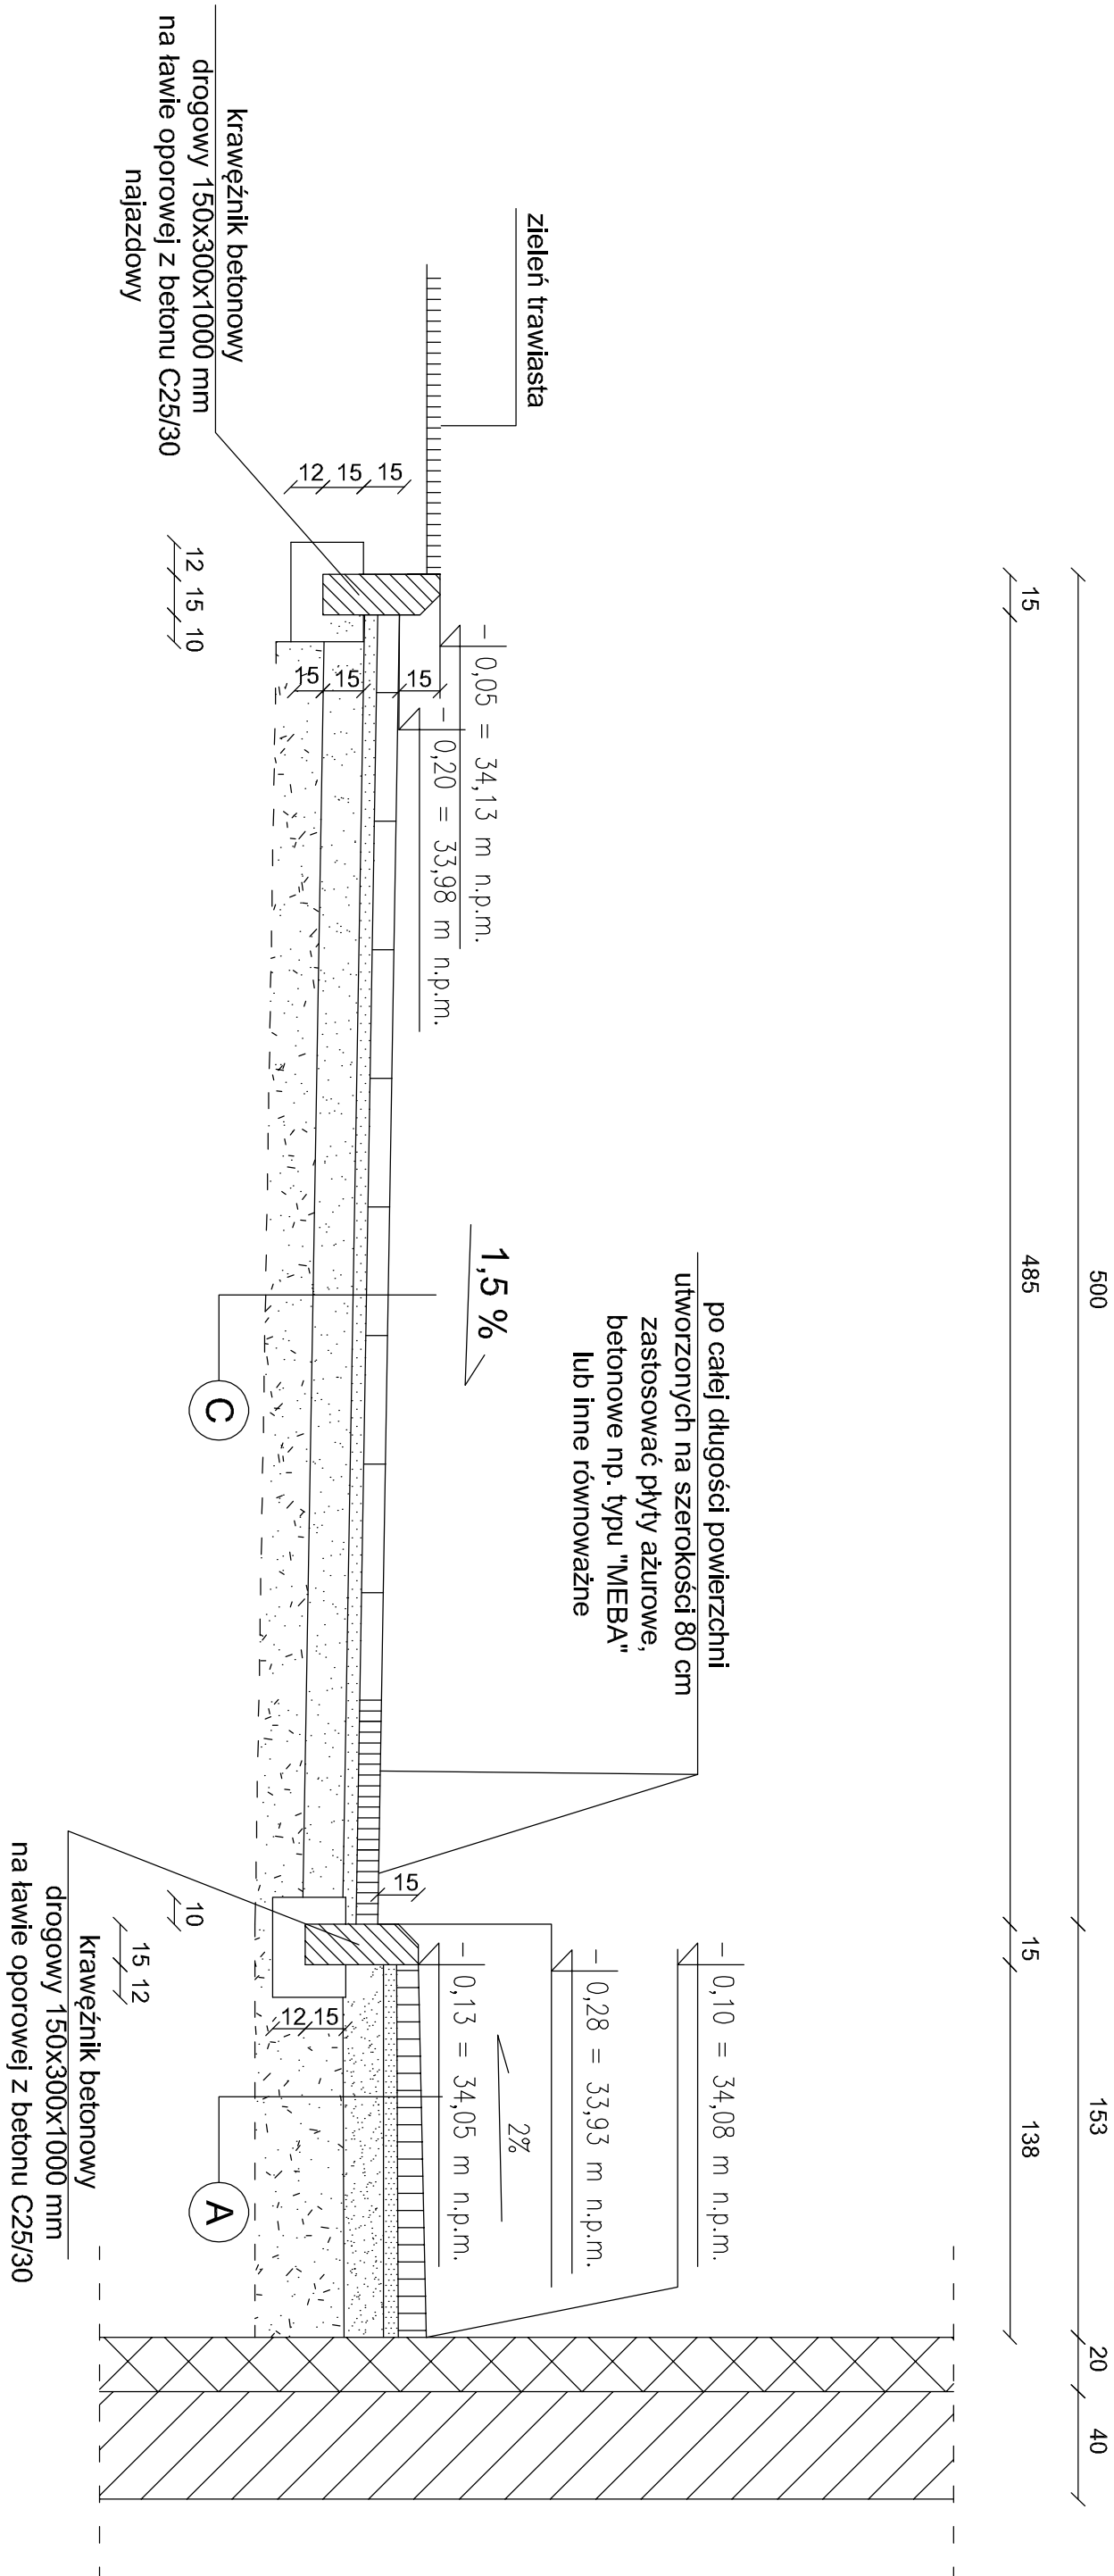 500
153
20
40
15
485
15
138
- 0,10 = 34,08 m n.p.m.
- 0,28 = 33,93 m n.p.m.
2%
- 0,13 = 34,05 m n.p.m.
po całej długości powierzchni
utworzonych na szerokości 80 cm
zastosować płyty ażurowe,
betonowe np. typu "MEBA"
lub inne równoważne
zieleń trawiasta
- 0,05 = 34,13 m n.p.m.
- 0,20 = 33,98 m n.p.m.
1,5 %
12 15 15
15 15 15
15
12 15
C
A
krawężnik betonowy
drogowy 150x300x1000 mm
na ławie oporowej z betonu C25/30
najazdowy
12 15 10
10
15 12
krawężnik betonowy
drogowy 150x300x1000 mm
na ławie oporowej z betonu C25/30